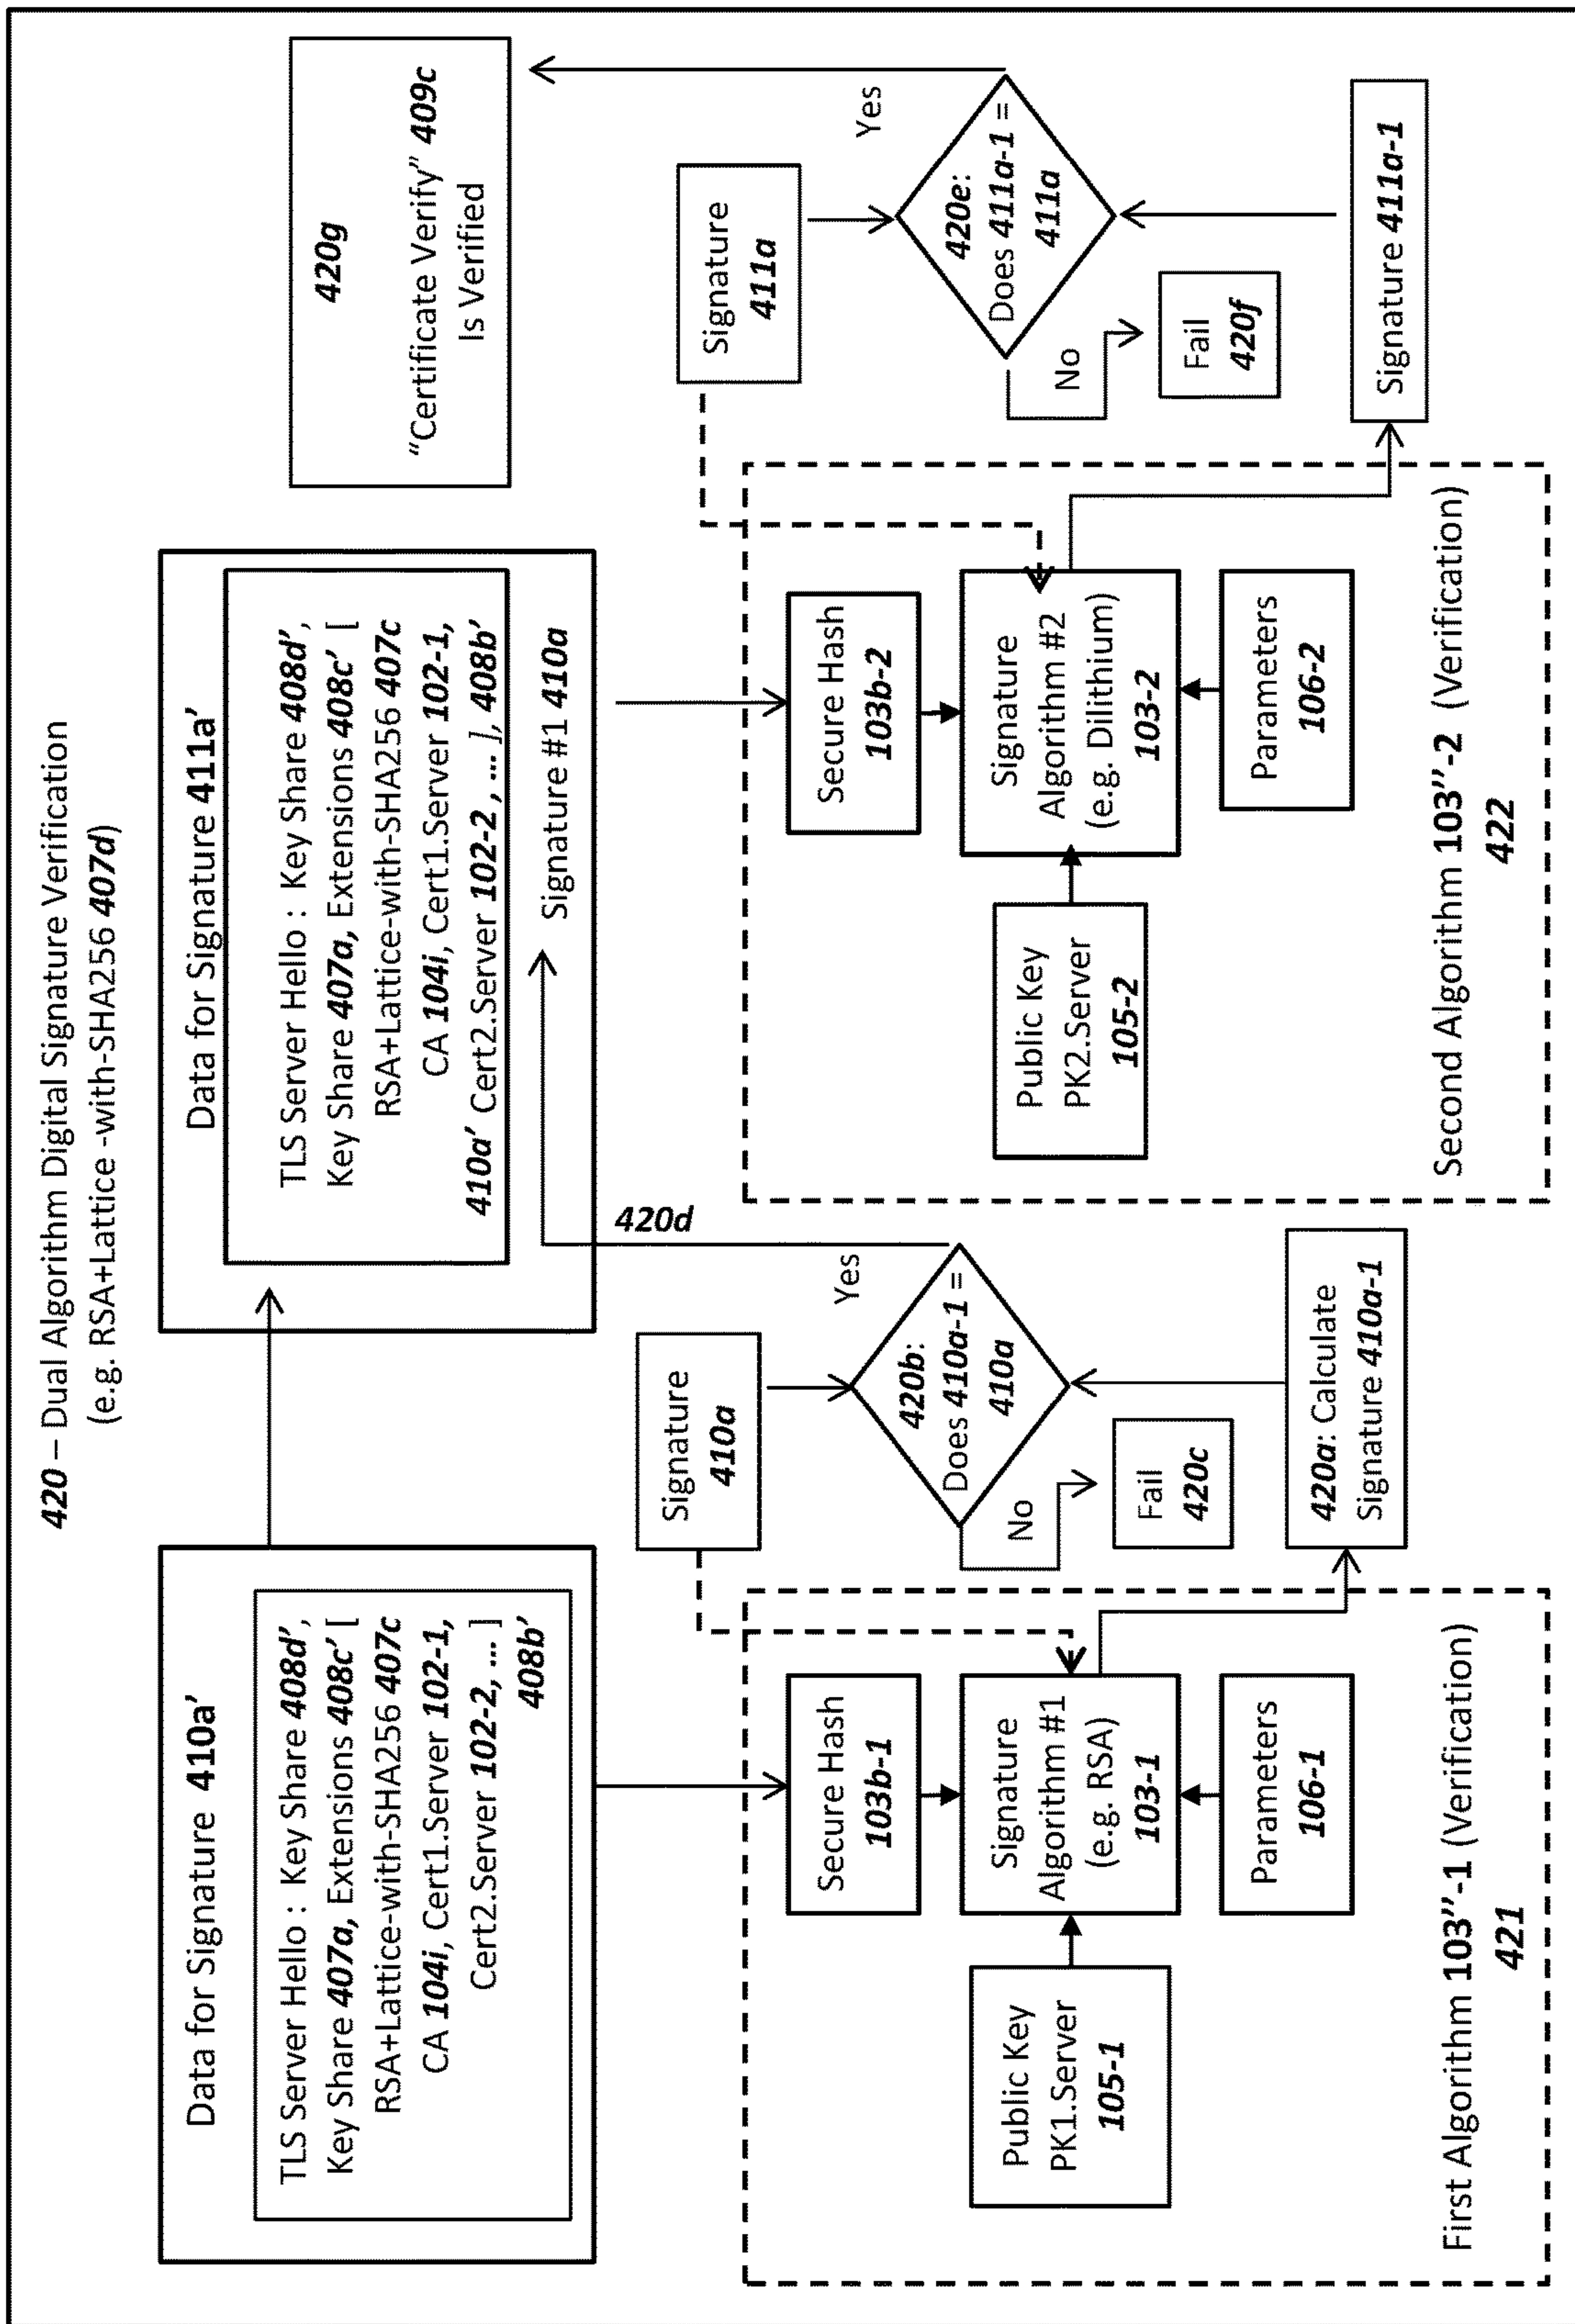 420 – Dual Algorithm Digital Signature Verification
(e.g. RSA+Lattice -with-SHA256 407d)
Data for Signature 410a’
TLS Server Hello : Key Share 408d’,
Key Share 407a, Extensions 408c’ [
RSA+Lattice-with-SHA256 407c
CA 104i, Cert1.Server 102-1,
Cert2.Server 102-2, ... ]
408b’
Data for Signature 411a’
TLS Server Hello : Key Share 408d’,
Key Share 407a, Extensions 408c’ [
RSA+Lattice-with-SHA256 407c
CA 104i, Cert1.Server 102-1,
410a’ Cert2.Server 102-2 , ... ], 408b’
Signature #1 410a
420g
“Certificate Verify” 409c
Is Verified
420d
Secure Hash
103b-1
Signature
Algorithm #1
(e.g. RSA)
103-1
Public Key
PK1.Server
105-1
Parameters
106-1
First Algorithm 103’’-1 (Verification)
421
Signature
410a
420b:
Does 410a-1 =
410a
Yes
No
Fail
420c
420a: Calculate
Signature 410a-1
Secure Hash
103b-2
Signature
Algorithm #2
(e.g. Dilithium)
103-2
Public Key
PK2.Server
105-2
Parameters
106-2
Second Algorithm 103’’-2 (Verification)
422
Signature
411a
420e:
Does 411a-1 =
411a
Yes
No
Fail
420f
Signature 411a-1